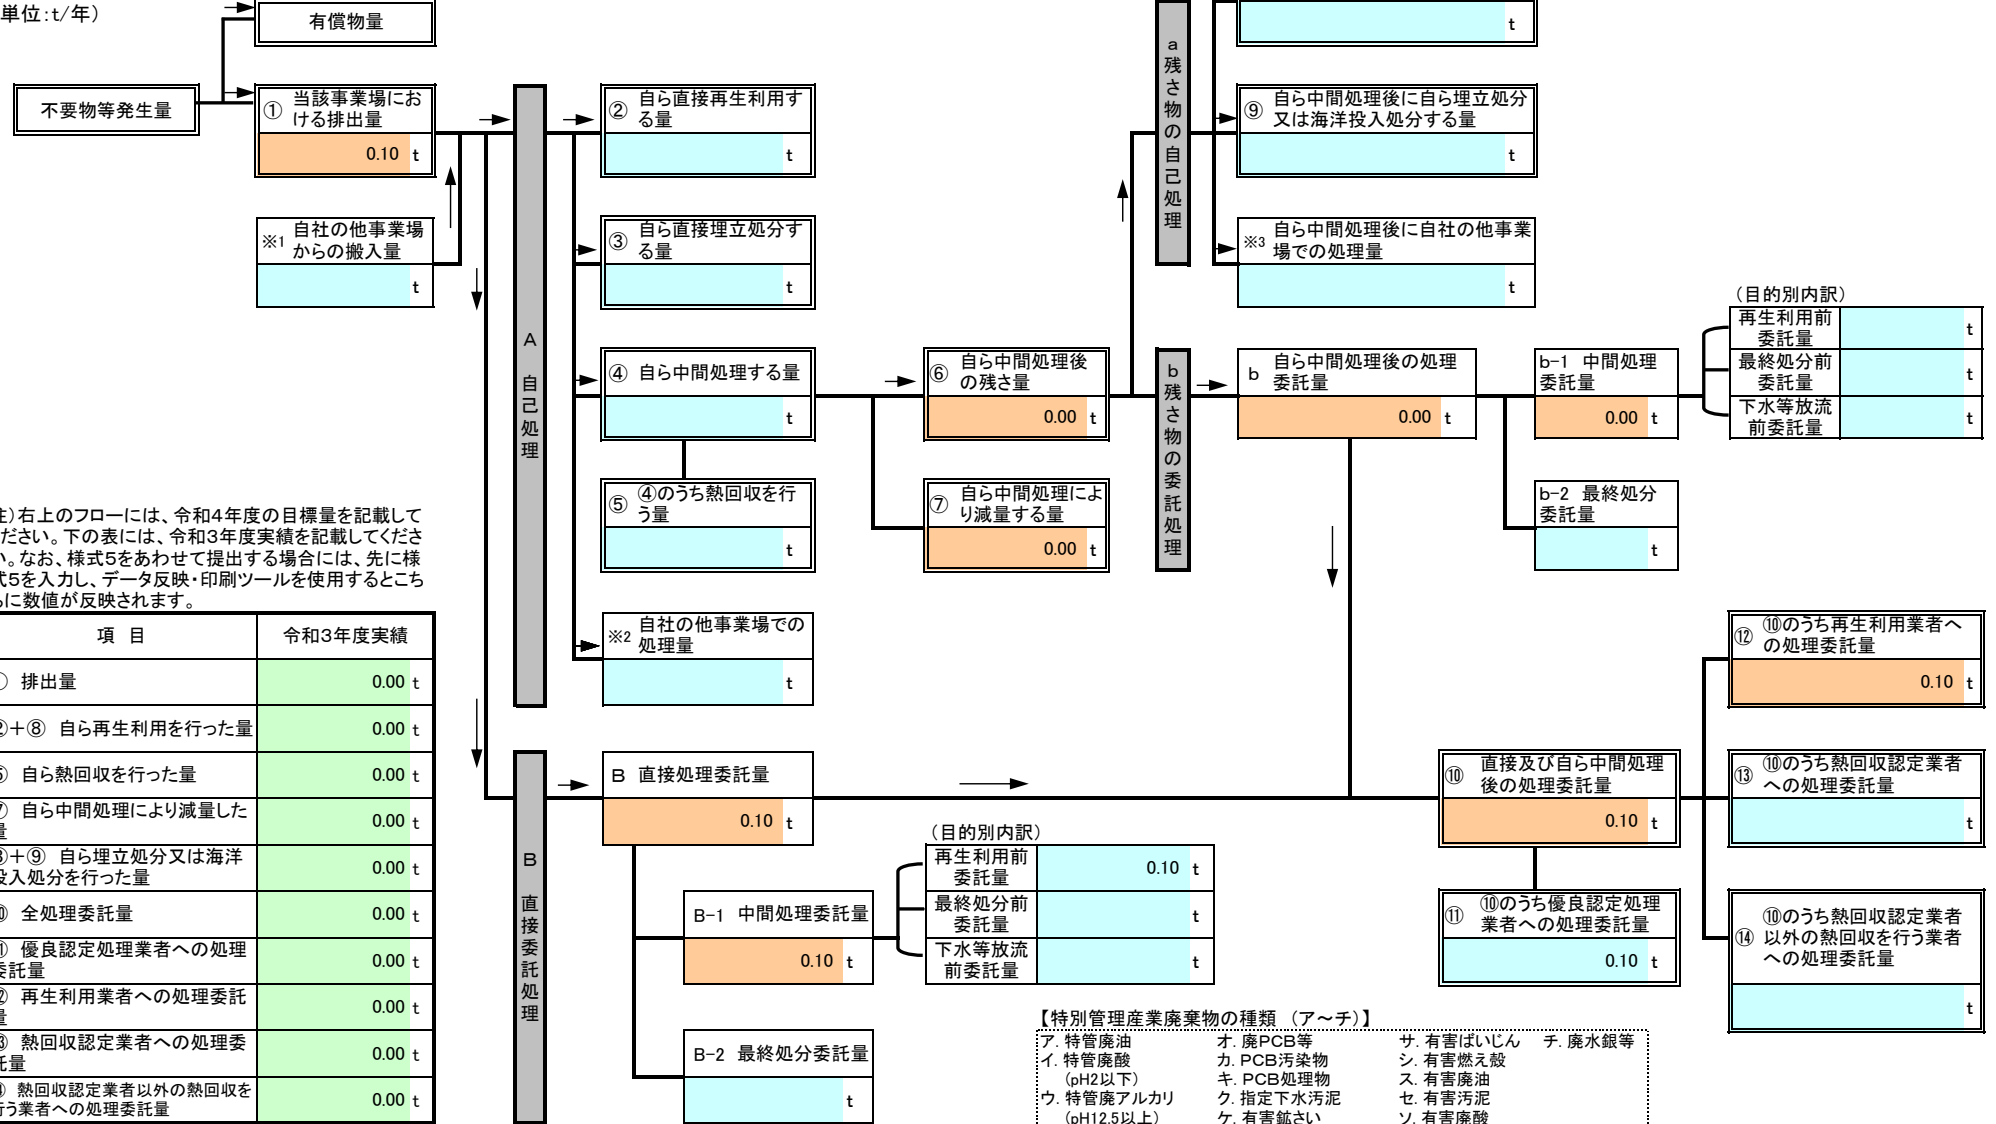 単位:t/年)
有償物量
不要物等発生量
① 当該事業場にお
ける排出量
0.10 t
※1 自社の他事業場
からの搬入量
t
A 自己処理
② 自ら直接再生利用す
る量
t
③ 自ら直接埋立処分す
る量
t
④ 自ら中間処理する量
t
⑤ ④のうち熱回収を行
う量
t
※2 自社の他事業場での
処理量
t
⑥ 自ら中間処理後
の残さ量
0.00 t
⑦ 自ら中間処理によ
り減量する量
0.00 t
a 残さ物の自己処理
t
⑨ 自ら中間処理後に自ら埋立処分
又は海洋投入処分する量
t
※3 自ら中間処理後に自社の他事業
場での処理量
t
b 残さ物の委託処理
b 自ら中間処理後の処理
委託量
0.00 t
b-1 中間処理
委託量
0.00 t
b-2 最終処分
委託量
t
(目的別内訳)
再生利用前
委託量
t
最終処分前
委託量
t
下水等放流
前委託量
t
注)右上のフローには、令和4年度の目標量を記載して
ください。下の表には、令和3年度実績を記載してくださ
い。なお、様式5をあわせて提出する場合には、先に様
式5を入力し、データ反映・印刷ツールを使用するとこち
らに数値が反映されます。
項 目 令和3年度実績
① 排出量 0.00 t
②+⑧ 自ら再生利用を行った量 0.00 t
⑤ 自ら熱回収を行った量 0.00 t
⑦ 自ら中間処理により減量した
量 0.00 t
③+⑨ 自ら埋立処分又は海洋
投入処分を行った量 0.00 t
⑩ 全処理委託量 0.00 t
⑪ 優良認定処理業者への処理
委託量 0.00 t
⑫ 再生利用業者への処理委託
量 0.00 t
⑬ 熱回収認定業者への処理委
託量 0.00 t
⑭ 熱回収認定業者以外の熱回収を
行う業者への処理委託量 0.00 t
B 直接委託処理
B 直接処理委託量
0.10 t
B-1 中間処理委託量
0.10 t
B-2 最終処分委託量
t
(目的別内訳)
再生利用前
委託量
0.10 t
最終処分前
委託量
t
下水等放流
前委託量
t
⑩ 直接及び自ら中間処理
後の処理委託量
0.10 t
⑪ ⑩のうち優良認定処理
業者への処理委託量
0.10 t
⑫ ⑩のうち再生利用業者へ
の処理委託量
0.10 t
⑬ ⑩のうち熱回収認定業者
への処理委託量
t
⑭ ⑩のうち熱回収認定業者
以外の熱回収を行う業者
への処理委託量
t
【特別管理産業廃棄物の種類 (ア~チ)】
ア. 特管廃油 オ. 廃PCB等 サ. 有害ばいじん チ. 廃水銀等
イ. 特管廃酸 カ. PCB汚染物 シ. 有害燃え殻
(pH2以下) キ. PCB処理物 ス. 有害廃油
ウ. 特管廃アルカリ ク. 指定下水汚泥 セ. 有害汚泥
(pH12.5以上) ケ. 有害鉱さい ソ. 有害廃酸